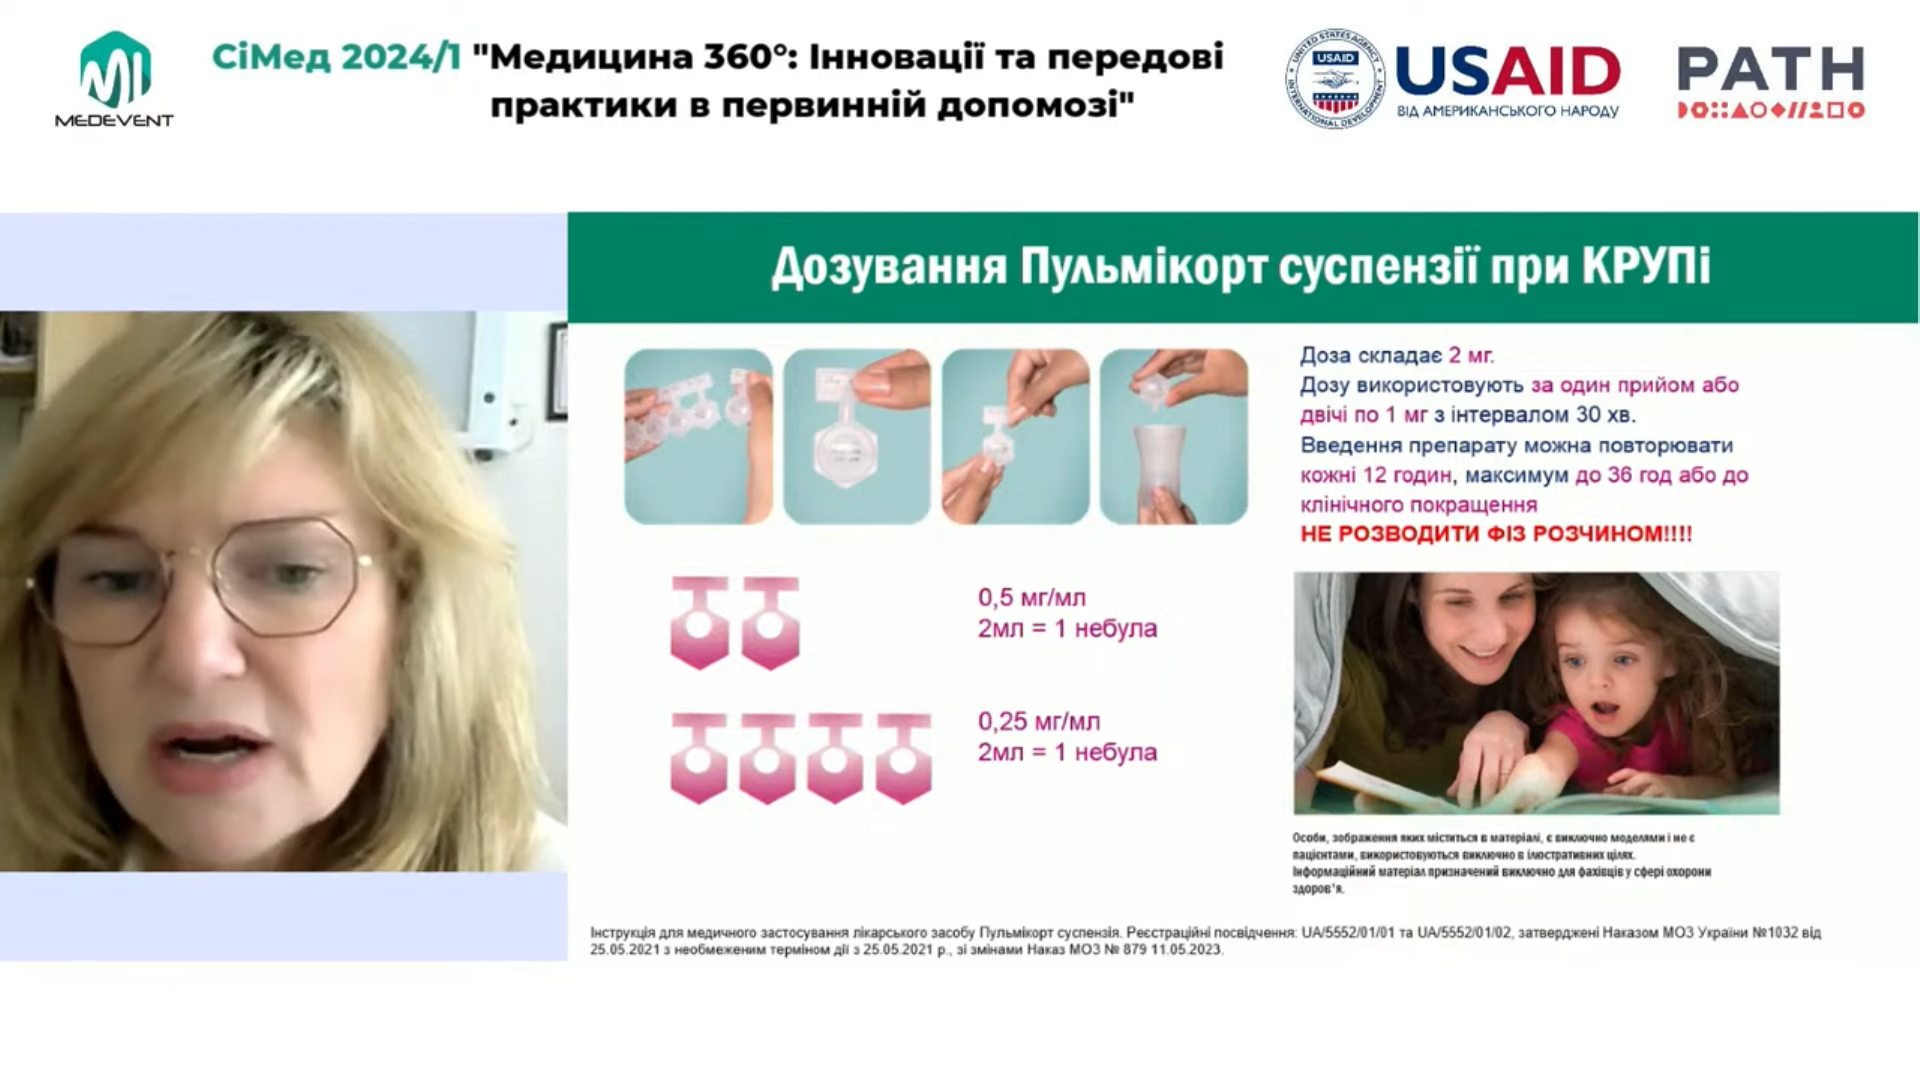 СіМед 2024/1 "Медицина 360°: Інновації та передові
практики в первинній допомозі"
MEDEVENT
UNITED STATES AGENCY
USAID
INTERNATIONAL DEVELOPMENT
USAID
ВІД АМЕРИКАНСЬКОГО НАРОДУ
PATH
Дозування Пульмікорт суспензії при КРУПі
Доза складає 2 мг.
Дозу використовують за один прийом або
двічі по 1 мг з інтервалом 30 хв.
Введення препарату можна повторювати
кожні 12 годин, максимум до 36 год або до
клінічного покращення
НЕ РОЗВОДИТИ ФІЗ РОЗЧИНОМ!!!!
0,5 мг/мл
2мл = 1 небула
0,25 мг/мл
2мл = 1 небула
Особи, зображення яких міститься в матеріалі, є виключно моделями і не є
пацієнтами, використовуються виключно в ілюстративних цілях.
Інформаційний матеріал призначений виключно для фахівців у сфері охорони
здоров'я.
Інструкція для медичного застосування лікарського засобу Пульмікорт суспензія. Реєстраційні посвідчення: UA/5552/01/01 та UA/5552/01/02, затверджені Наказом МОЗ України №1032 від
25.05.2021 з необмеженим терміном дії з 25.05.2021 р., зі змінами Наказ МОЗ № 879 11.05.2023.